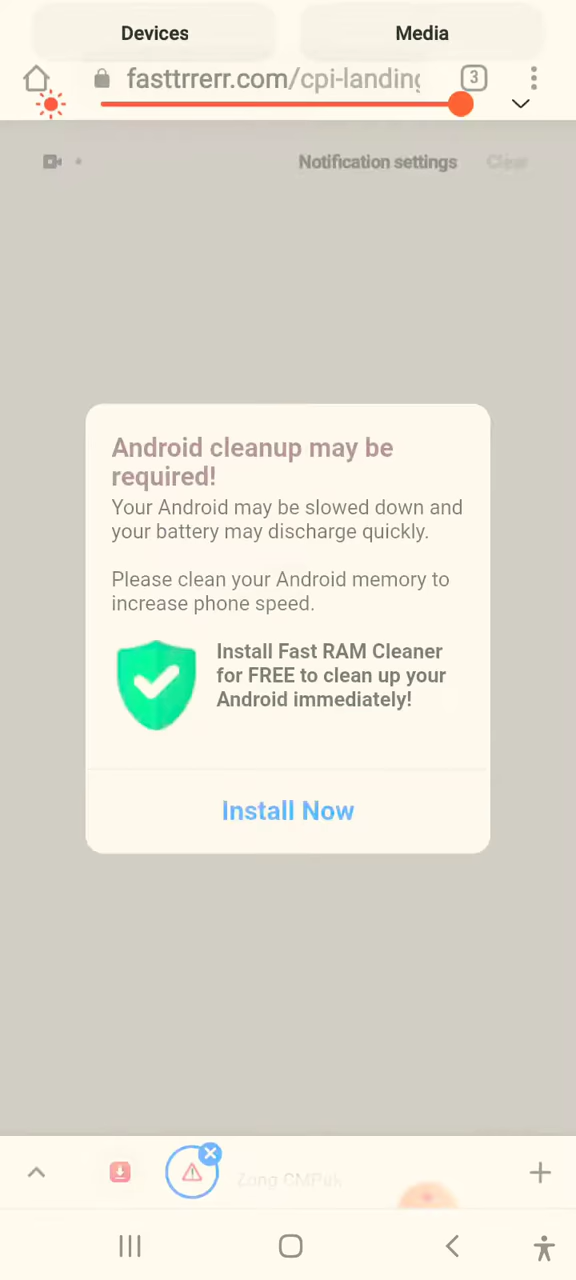 Devices
Media
fasttrrerr.com/cpi-landing
3
Notification settings
Clear
Android cleanup may be
required!
Your Android may be slowed down and
your battery may discharge quickly.
Please clean your Android memory to
increase phone speed.
Install Fast RAM Cleaner
for FREE to clean up your
Android immediately!
Install Now